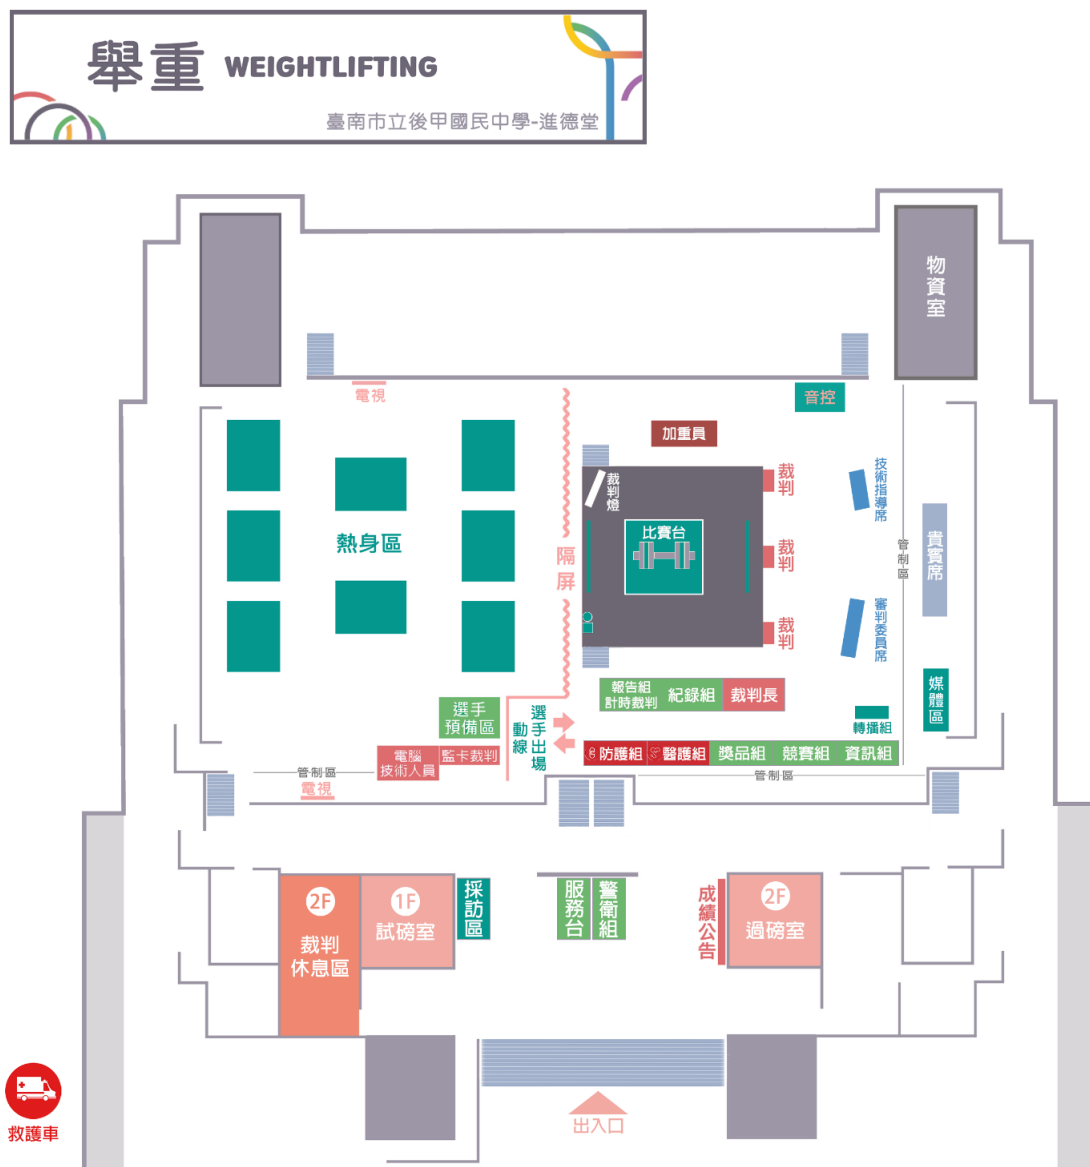 舉重 WEIGHTLIFTING
臺南市立後甲國民中學-進德堂
物資室
電視
音控
加重員
裁判燈
裁判
技術指導席
比賽台
熱身區
隔屏
裁判
管制區
貴賓席
裁判
審判委員席
媒體區
報告組
計時裁判
紀錄組
裁判長
選手
預備區
選手出場
動線
轉播組
電腦
技術人員
監卡裁判
防護組
醫護組
獎品組
競賽組
資訊組
管制區
管制區
電視
2F
裁判
休息區
1F
試磅室
採訪區
服務台
警衛組
成績公告
2F
過磅室
救護車
出入口